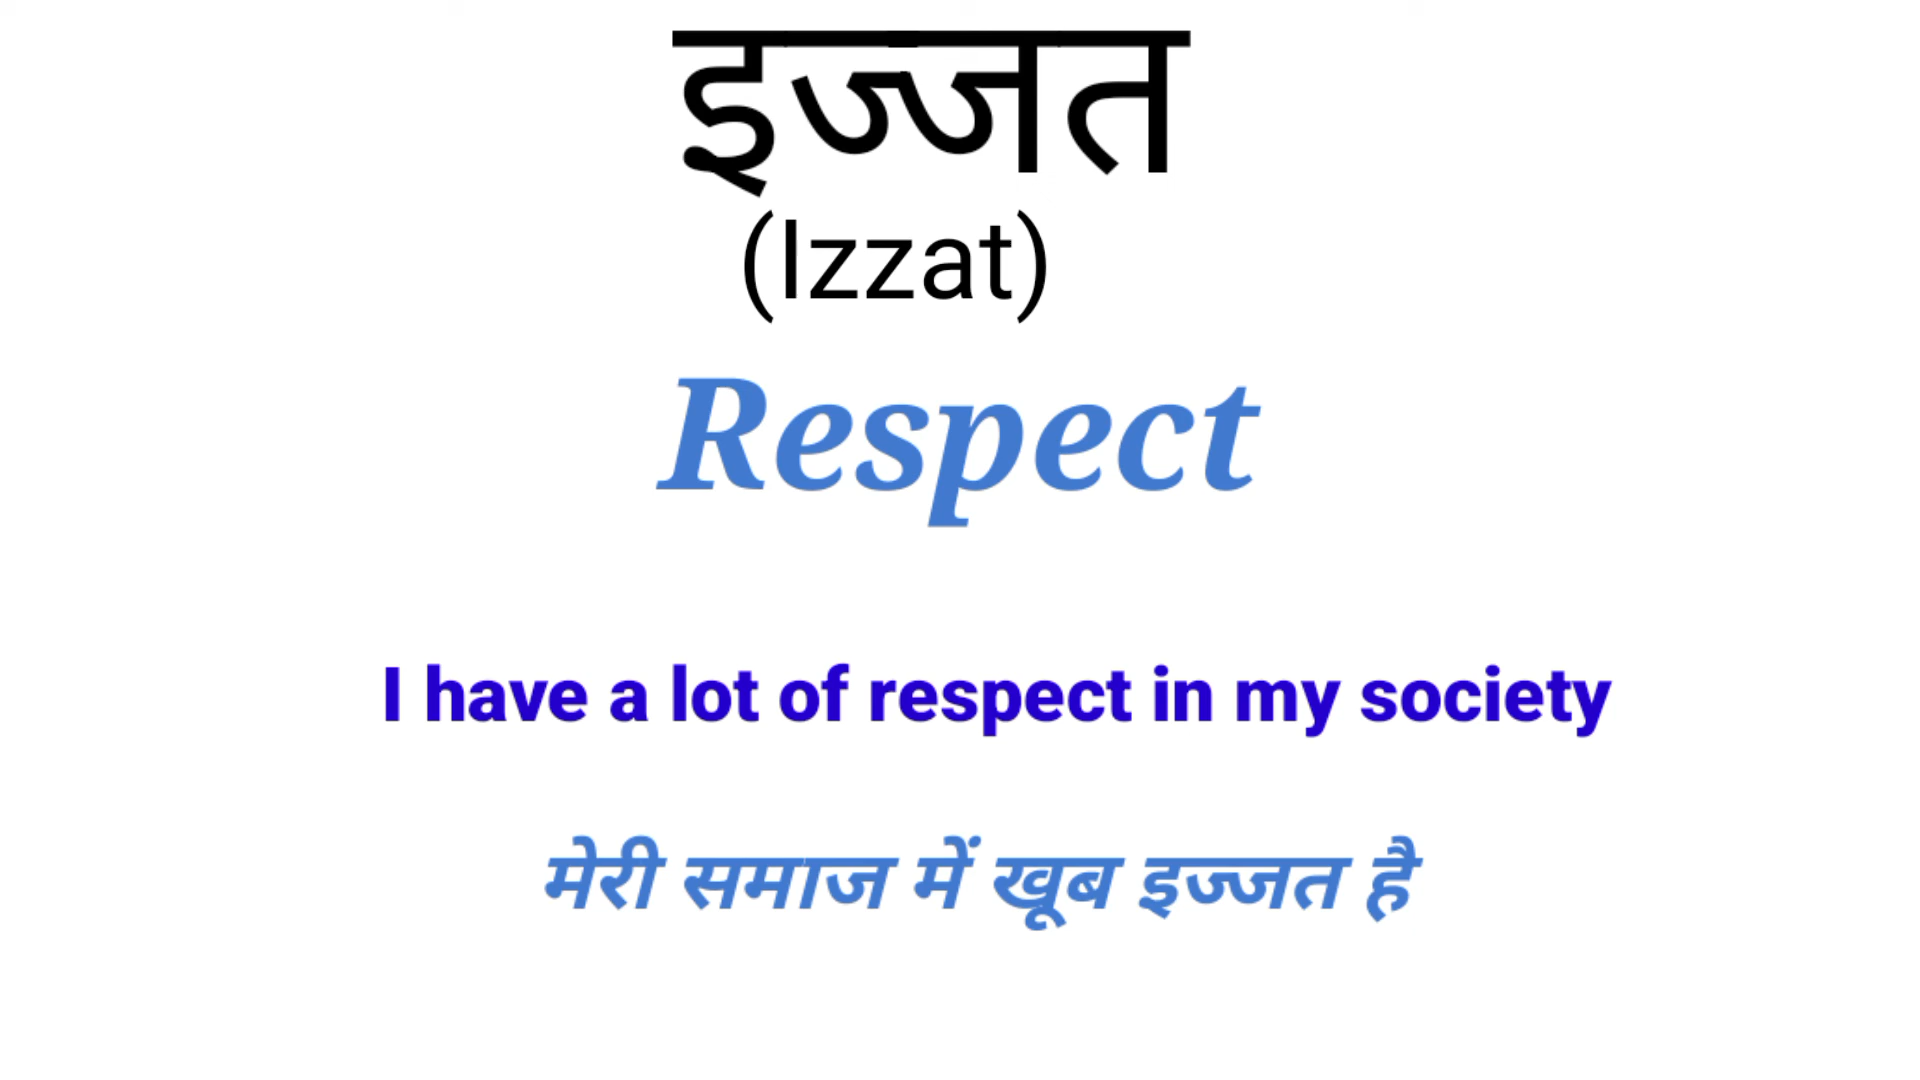 इज्जत
(Izzat)
Respect
I have a lot of respect in my society
मेरी समाज में खूब इज्जत है